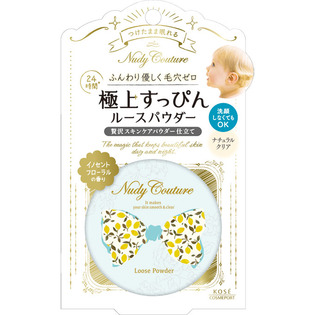 つけたまま眠れる
Nudy Couture
24時間
ふんわり優しく毛穴ゼロ
極上すっぴん
ルースパウダー
贅沢スキンケアパウダー仕立て
洗顔
しなくても
OK
ナチュラル
クリア
The magic that keeps beautiful skin
day and night.
イノセント
フローラル
の香り
Nudy Couture
It makes
your skin smooth & clear
Loose Powder
KOSÉ
COSMEPORT